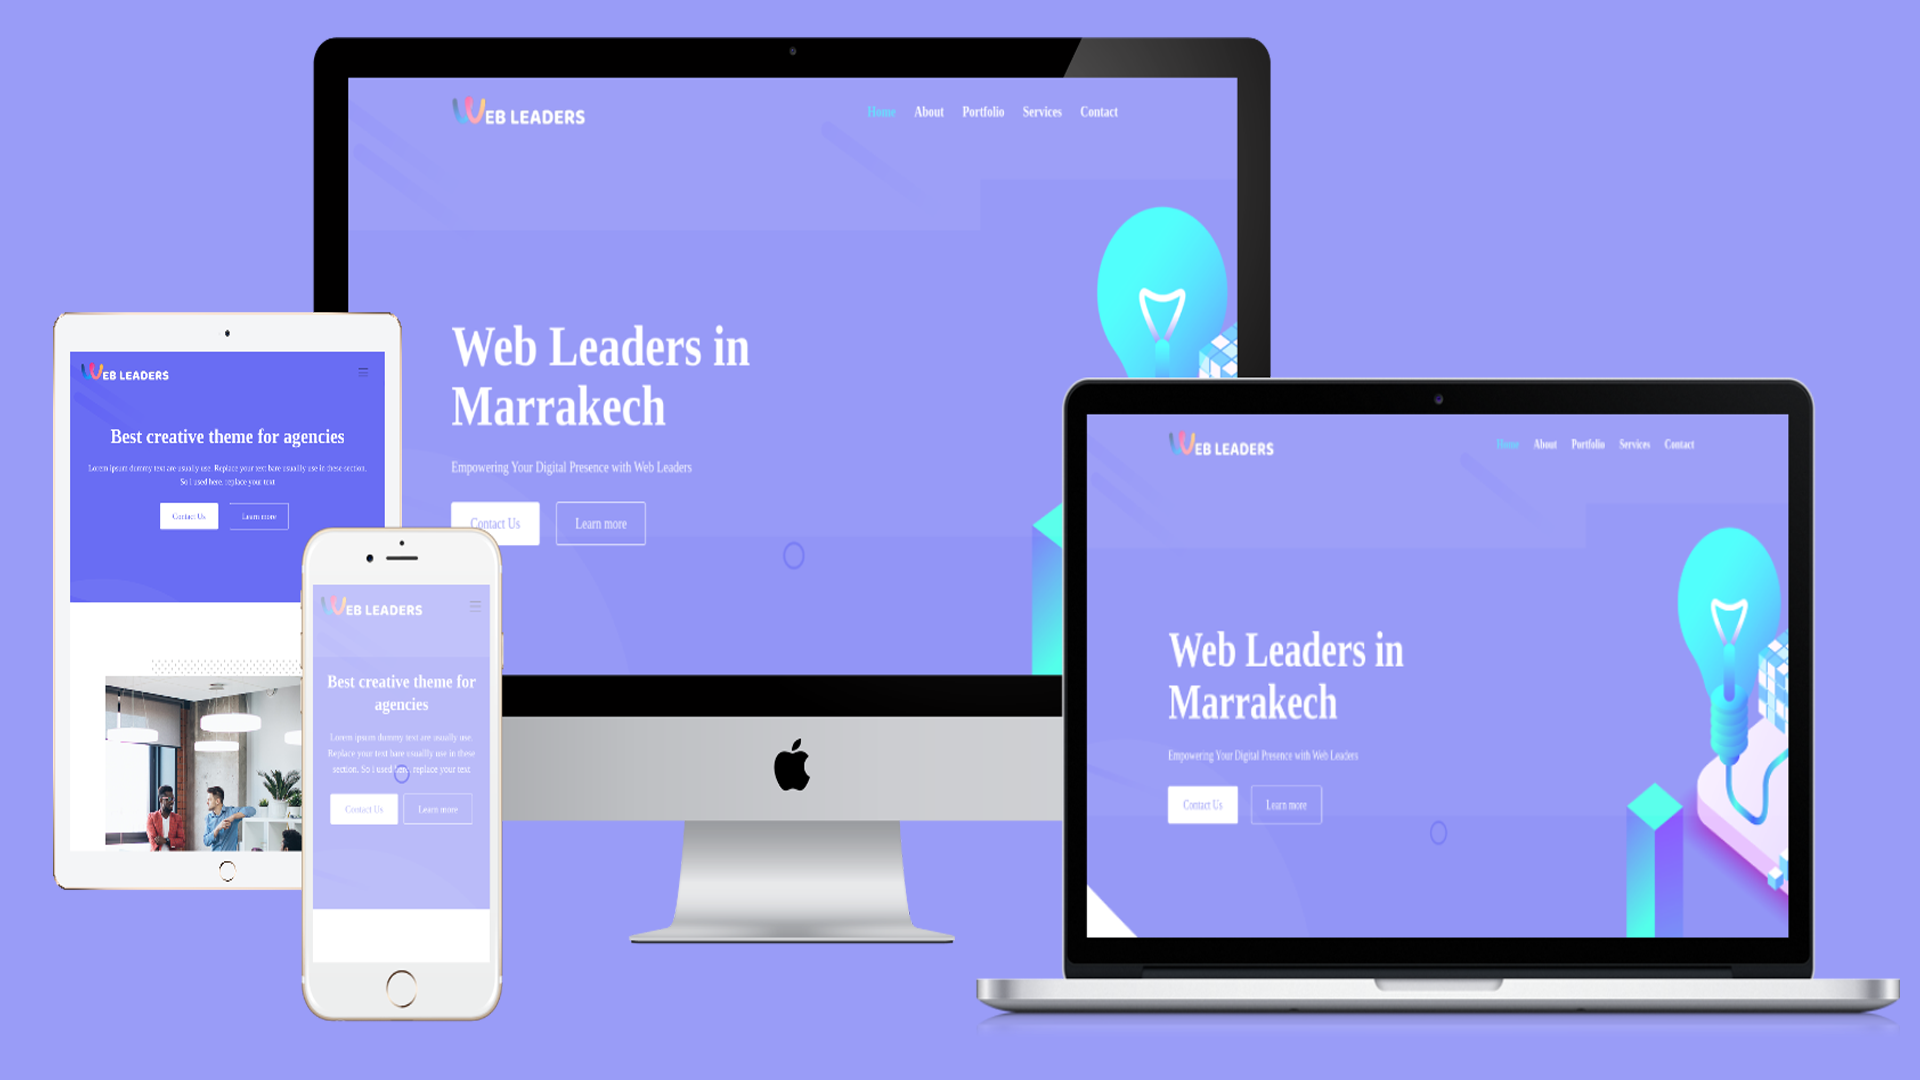 WEB LEADERS
Home About Portfolio Services Contact
Web Leaders in
Marrakech
Empowering Your Digital Presence with Web Leaders
Contact Us Learn more
WEB LEADERS
Best creative theme for agencies
Lorem ipsum dummy text are usually use. Replace your text hare usuallly use in these section.
So I used here, replace your text
Contact Us Learn more
WEB LEADERS
Best creative theme for
agencies
Lorem ipsum dummy text are usually use.
Replace your text hare usuallly use in these
section. So I used here, replace your text
Contact Us Learn more
WEB LEADERS
Home About Portfolio Services Contact
Web Leaders in
Marrakech
Empowering Your Digital Presence with Web Leaders
Contact Us Learn more